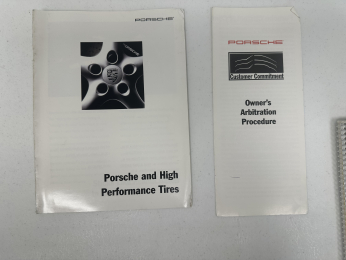 PORSCHE
Porsche and High
Performance Tires
PORSCHE
Customer Commitment
Owner's
Arbitration
Procedure